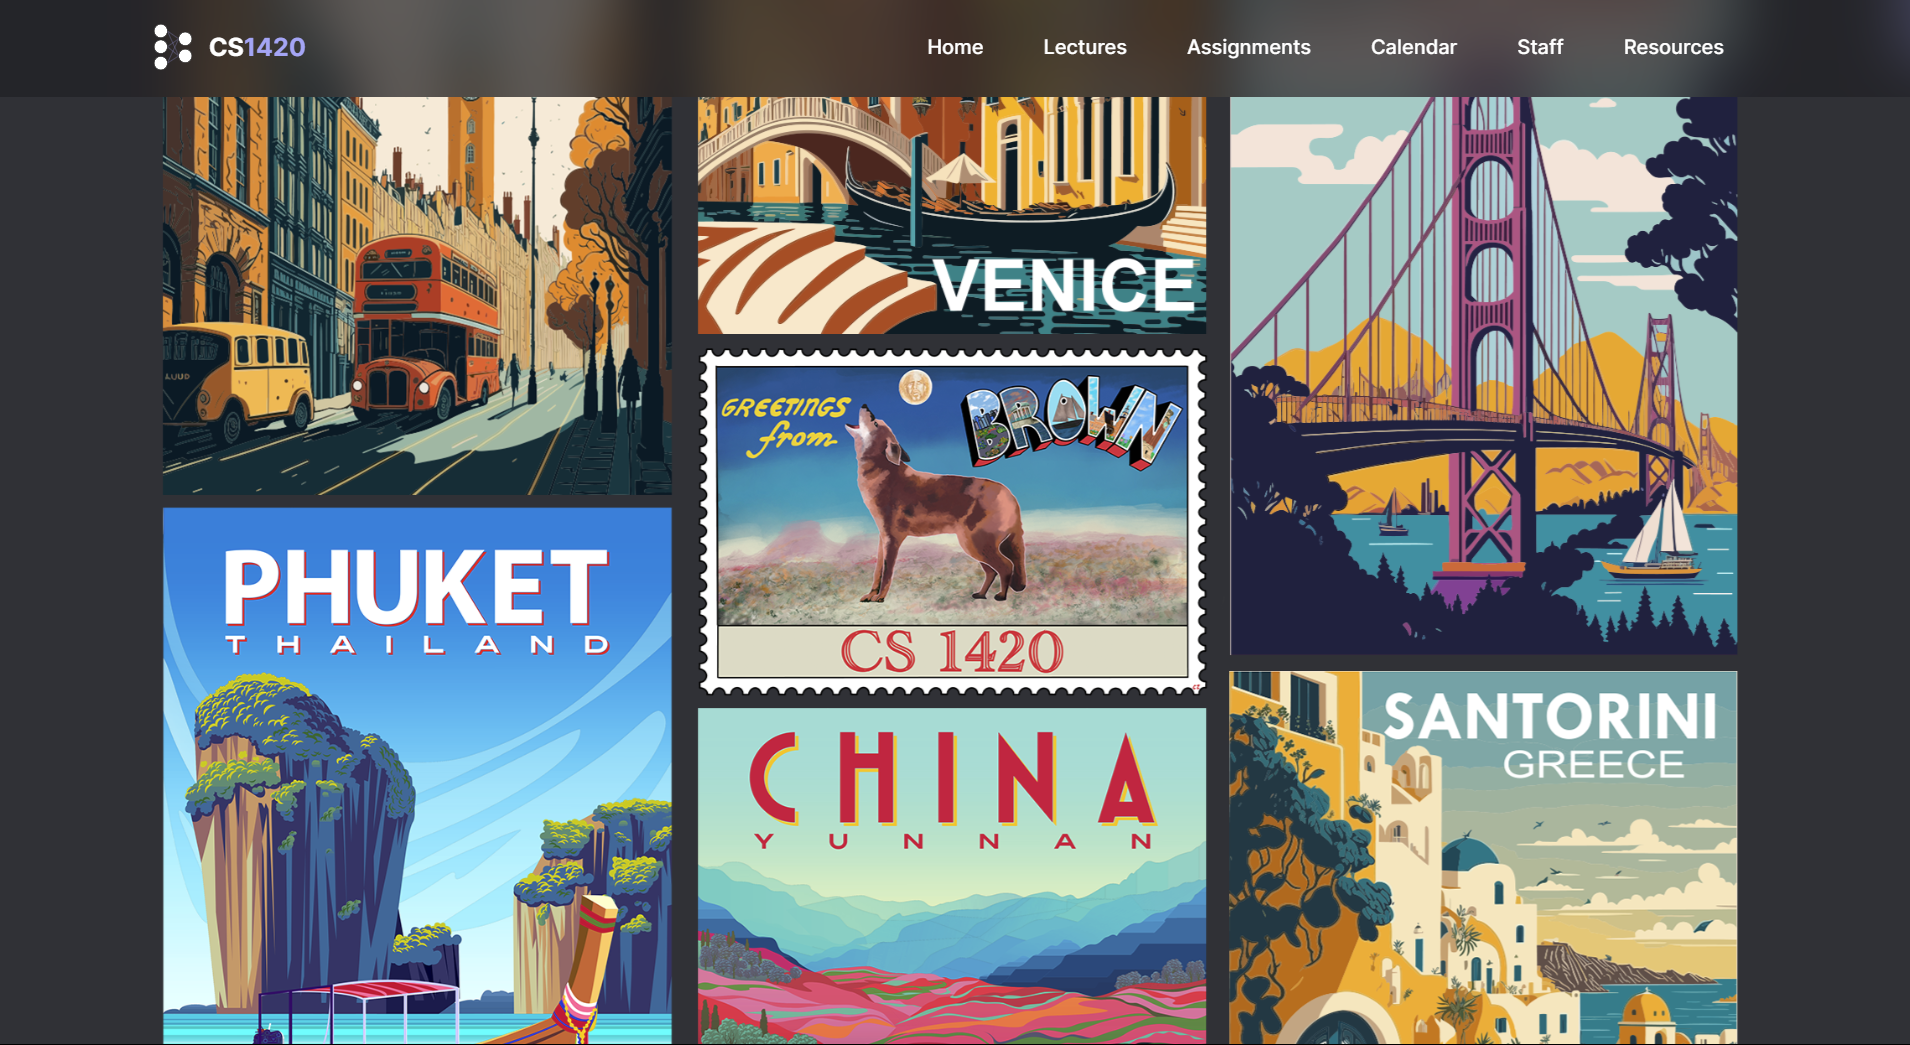 CS1420
Home
Lectures
Assignments
Calendar
Staff
Resources
VENICE
GREETINGS
from
BROWN
CS 1420
PHUKET
THAILAND
CHINA
YUNNAN
SANTORINI
GREECE